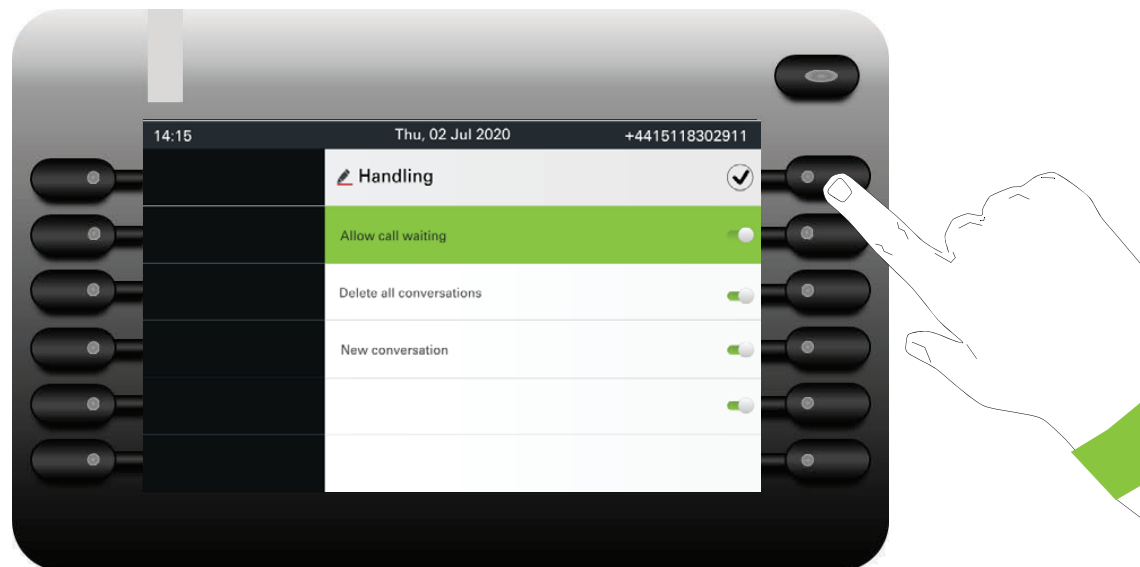 14:15 Thu, 02 Jul 2020 +4415118302911
Handling
Allow call waiting
Delete all conversations
New conversation